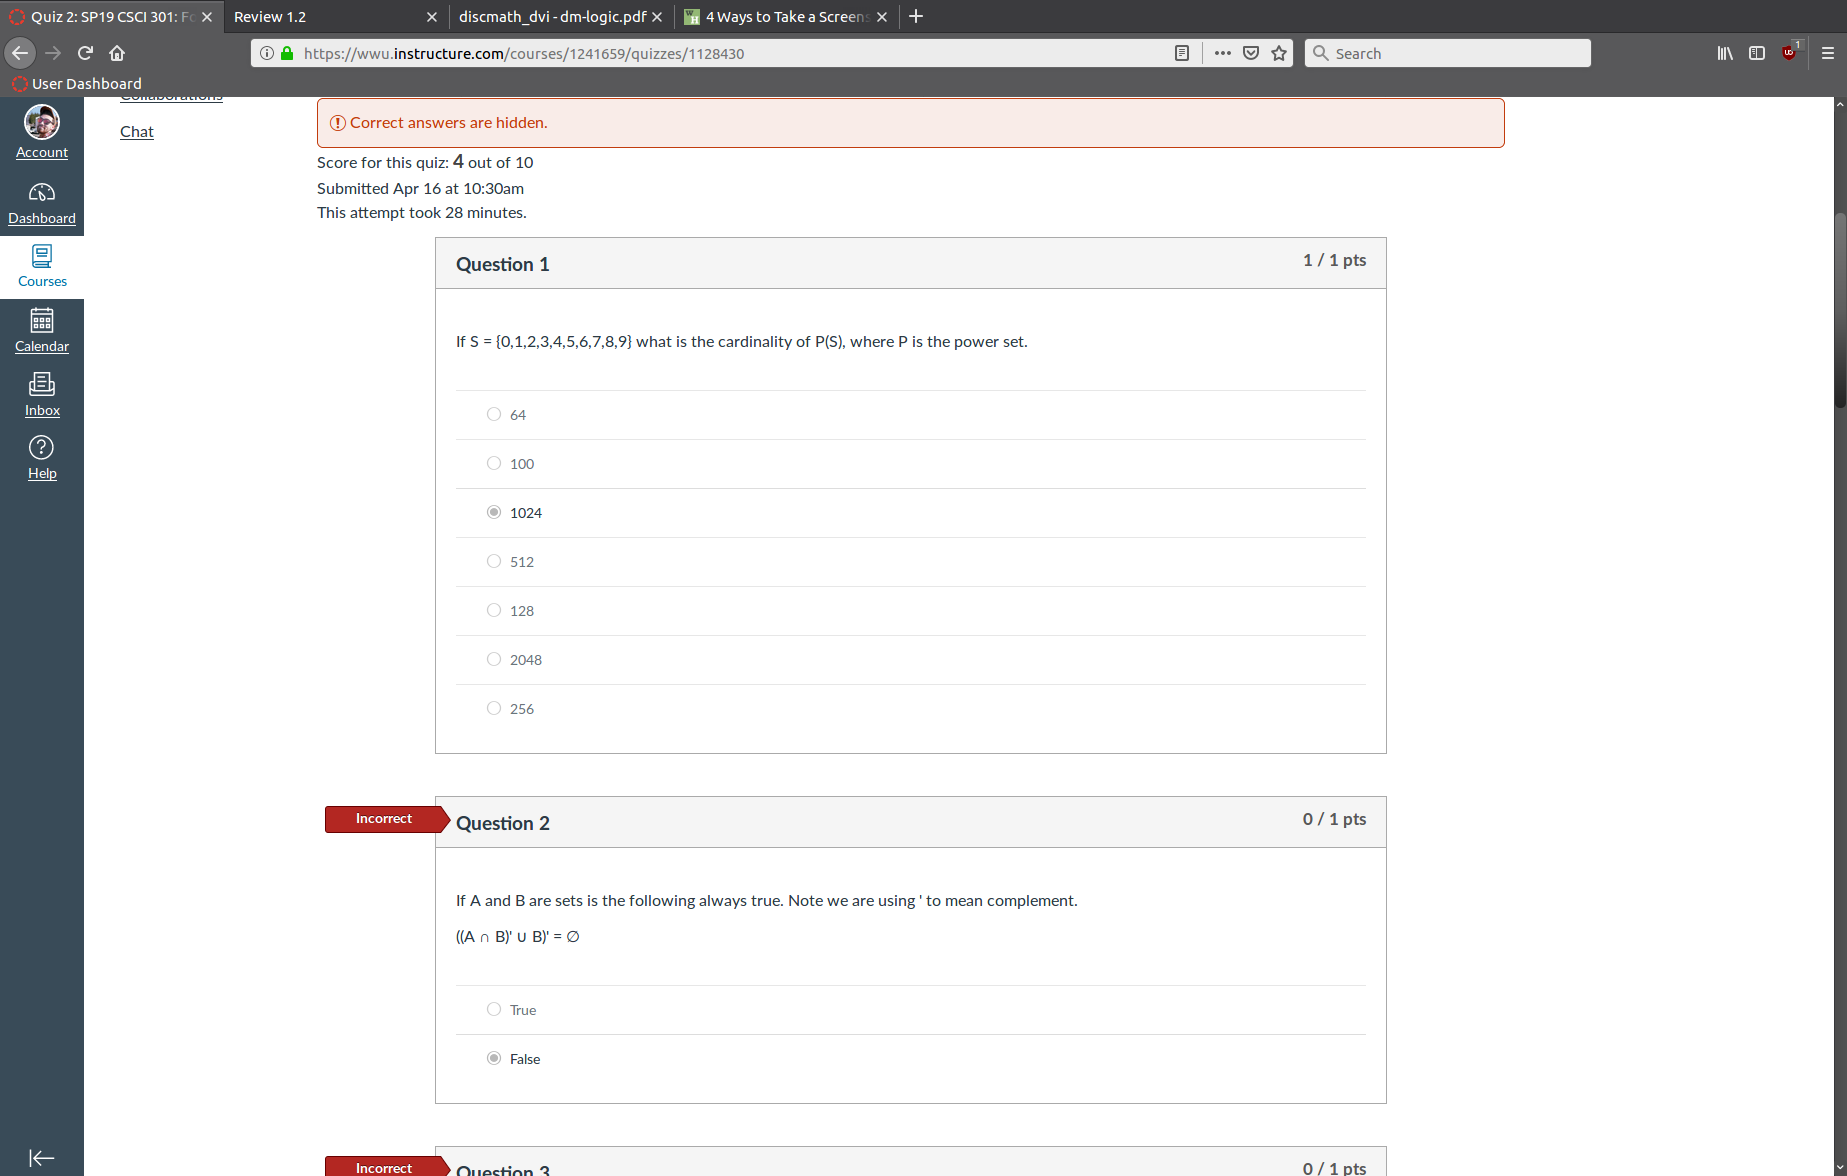 Quiz 2: SP19 CSCI 301: Fo
Review 1.2
discmath_dvi - dm-logic.pdf
4 Ways to Take a Screens
https://wwu.instructure.com/courses/1241659/quizzes/1128430
Search
1
User Dashboard
Collaborations
Chat
Account
Dashboard
Courses
Calendar
Inbox
Help
Correct answers are hidden.
Score for this quiz: 4 out of 10
Submitted Apr 16 at 10:30am
This attempt took 28 minutes.
Question 1
1 / 1 pts
If S = {0,1,2,3,4,5,6,7,8,9} what is the cardinality of P(S), where P is the power set.
64
100
1024
512
128
2048
256
Incorrect
Question 2
0 / 1 pts
If A and B are sets is the following always true. Note we are using ' to mean complement.
((A ∩ B)' ∪ B)' = ∅
True
False
Incorrect
Question 3
0 / 1 pts